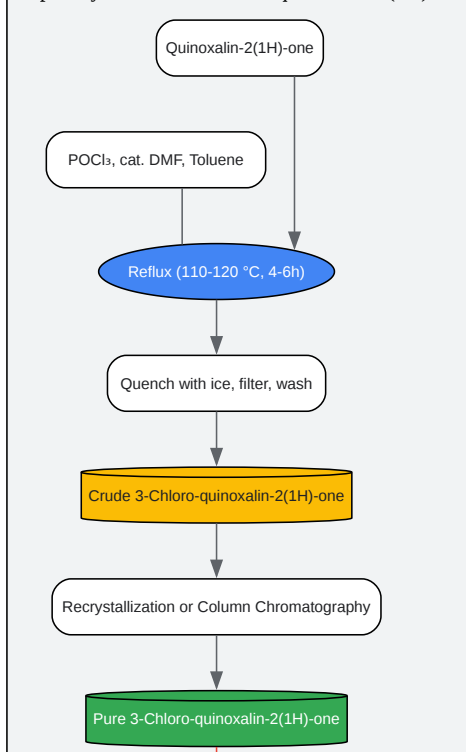 Quinoxalin-2(1H)-one
POCl₃, cat. DMF, Toluene
Reflux (110-120 °C, 4-6h)
Quench with ice, filter, wash
Crude 3-Chloro-quinoxalin-2(1H)-one
Recrystallization or Column Chromatography
Pure 3-Chloro-quinoxalin-2(1H)-one